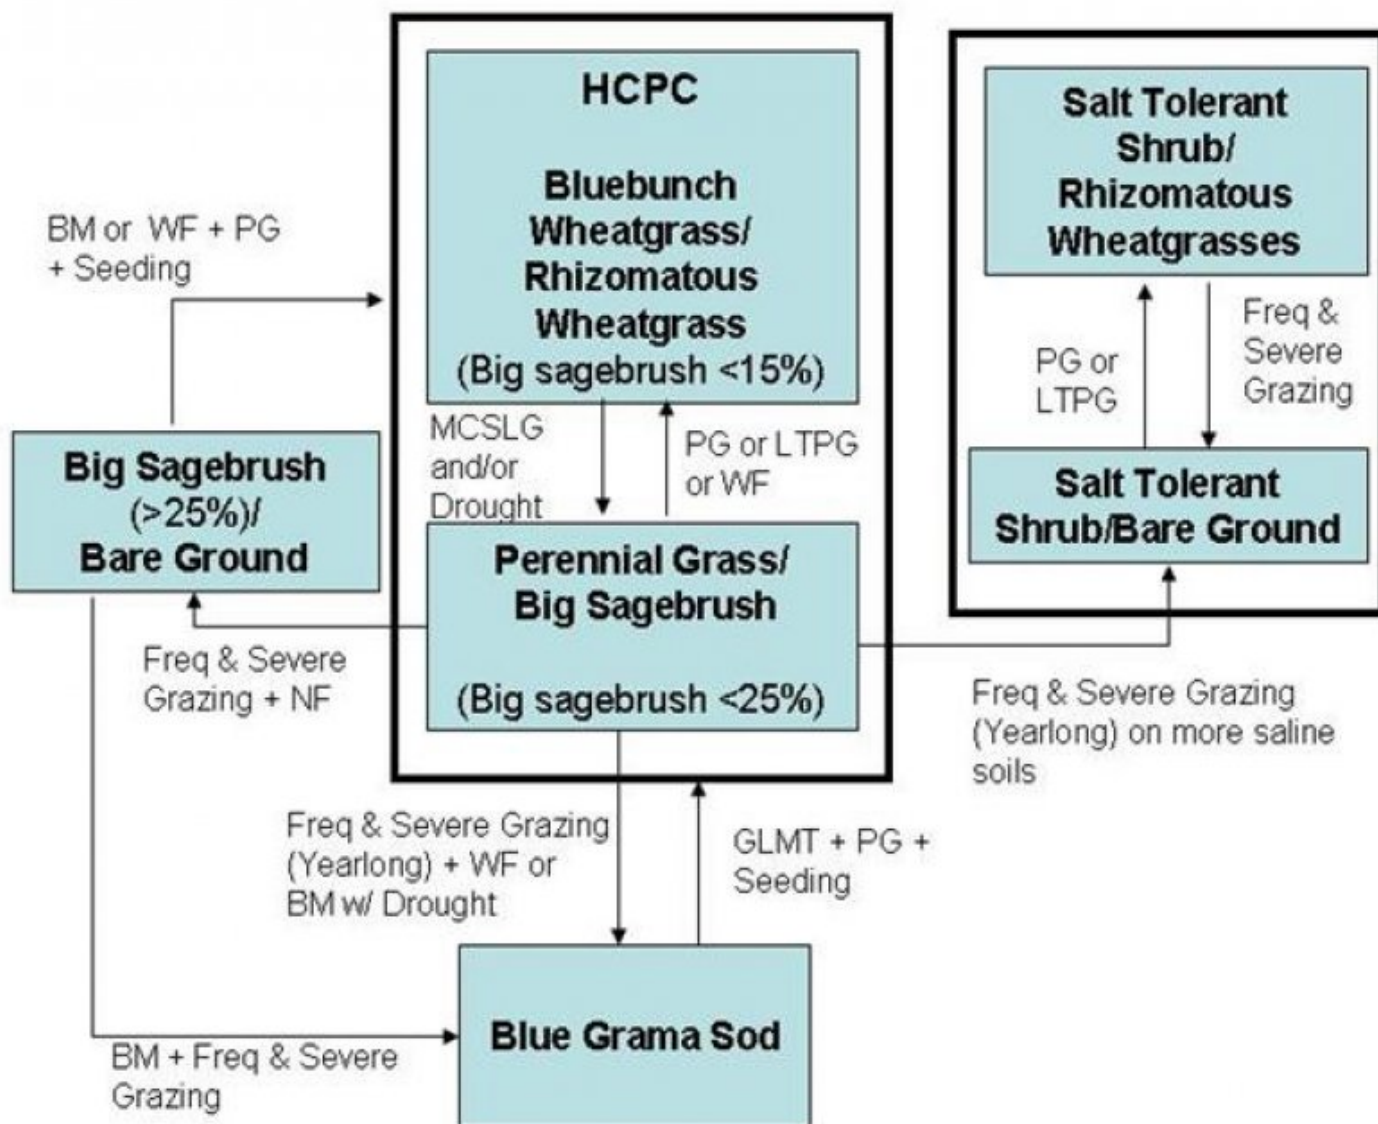 HCPC
Bluebunch
Wheatgrass/
Rhizomatous
Wheatgrass
(Big sagebrush <15%)
Salt Tolerant
Shrub/
Rhizomatous
Wheatgrasses
BM or WF + PG
+ Seeding
Freq &
Severe
Grazing
PG or
LTPG
MCSLG
and/or
Drought
PG or LTPG
or WF
Big Sagebrush
(>25%)/
Bare Ground
Salt Tolerant
Shrub/Bare Ground
Perennial Grass/
Big Sagebrush
(Big sagebrush <25%)
Freq & Severe
Grazing + NF
Freq & Severe Grazing
(Yearlong) on more saline
soils
Freq & Severe Grazing
(Yearlong) + WF or
BM w/ Drought
GLMT + PG +
Seeding
Blue Grama Sod
BM + Freq & Severe
Grazing